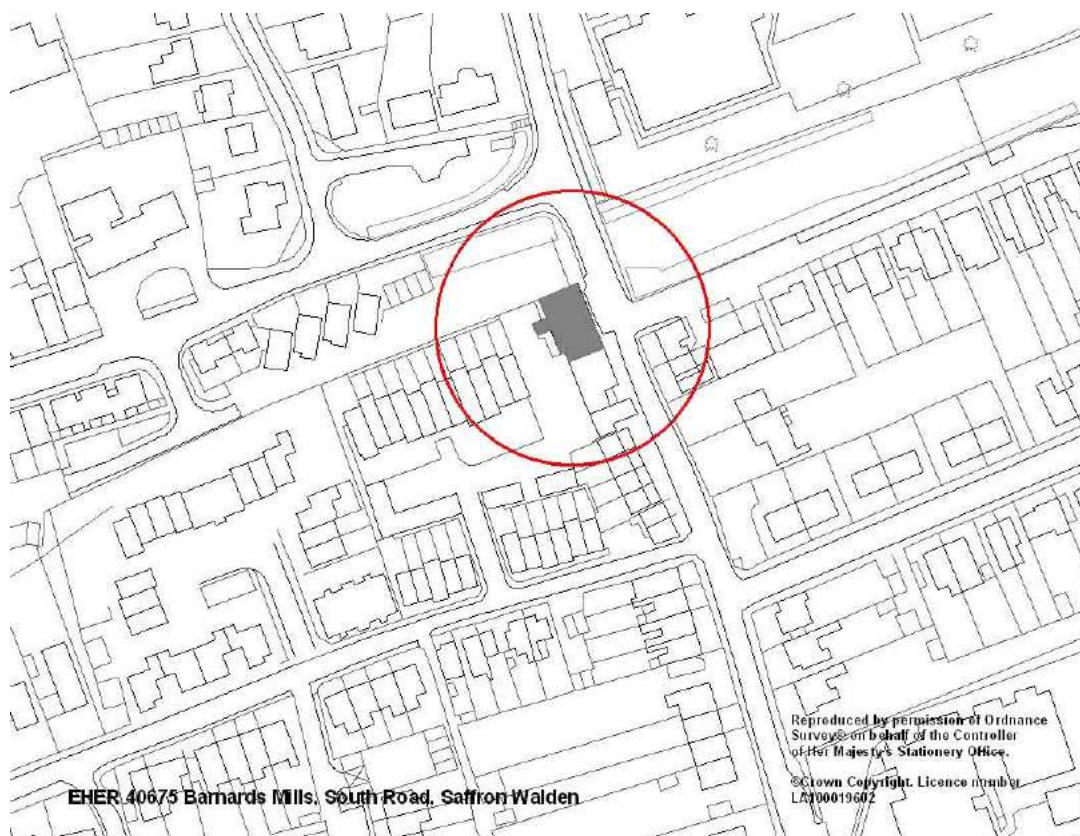 Reproduced by permission of Ordnance
Survey© on behalf of the Controller
of Her Majesty's Stationery Office.
©Crown Copyright. Licence number
LA100019602
EHER 40675 Barnards Mills, South Road, Saffron Walden